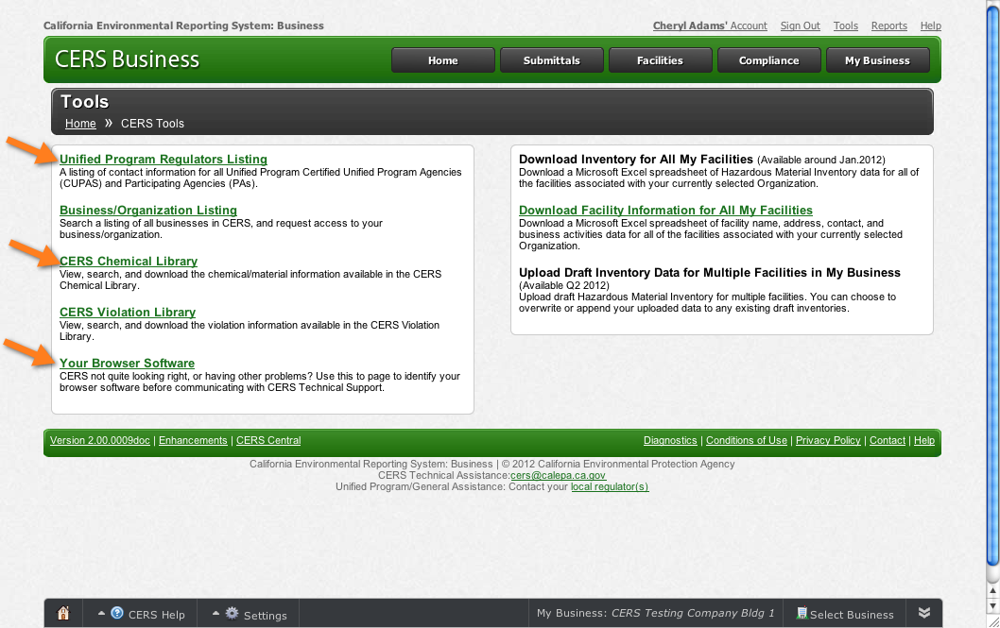 California Environmental Reporting System: Business
Cheryl Adams' Account Sign Out Tools Reports Help
CERS Business
Home Submittals Facilities Compliance My Business
Tools
Home » CERS Tools
Unified Program Regulators Listing
A listing of contact information for all Unified Program Certified Unified Program Agencies
(CUPAS) and Participating Agencies (PAs).
Business/Organization Listing
Search a listing of all businesses in CERS, and request access to your
business/organization.
CERS Chemical Library
View, search, and download the chemical/material information available in the CERS
Chemical Library.
CERS Violation Library
View, search, and download the violation information available in the CERS Violation
Library.
Your Browser Software
CERS not quite looking right, or having other problems? Use this to page to identify your
browser software before communicating with CERS Technical Support.
Download Inventory for All My Facilities (Available around Jan.2012)
Download a Microsoft Excel spreadsheet of Hazardous Material Inventory data for all of
the facilities associated with your currently selected Organization.
Download Facility Information for All My Facilities
Download a Microsoft Excel spreadsheet of facility name, address, contact, and
business activities data for all of the facilities associated with your currently selected
Organization.
Upload Draft Inventory Data for Multiple Facilities in My Business
(Available Q2 2012)
Upload draft Hazardous Material Inventory for multiple facilities. You can choose to
overwrite or append your uploaded data to any existing draft inventories.
Version 2.00.0009doc | Enhancements | CERS Central
Diagnostics | Conditions of Use | Privacy Policy | Contact | Help
California Environmental Reporting System: Business | © 2012 California Environmental Protection Agency
CERS Technical Assistance:cers@calepa.ca.gov
Unified Program/General Assistance: Contact your local regulator(s)
CERS Help Settings My Business: CERS Testing Company Bldg 1 Select Business